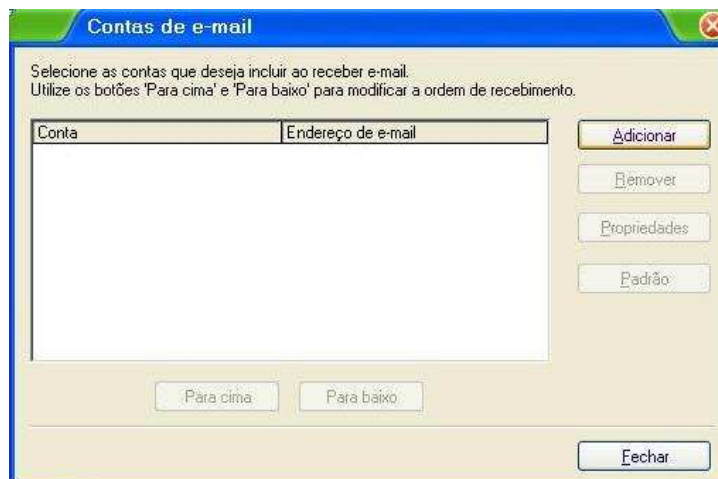 Contas de e-mail
Selecione as contas que deseja incluir ao receber e-mail.
Utilize os botões 'Para cima' e 'Para baixo' para modificar a ordem de recebimento.
Conta Endereço de e-mail
Adicionar
Remover
Propriedades
Padrão
Para cima Para baixo
Fechar